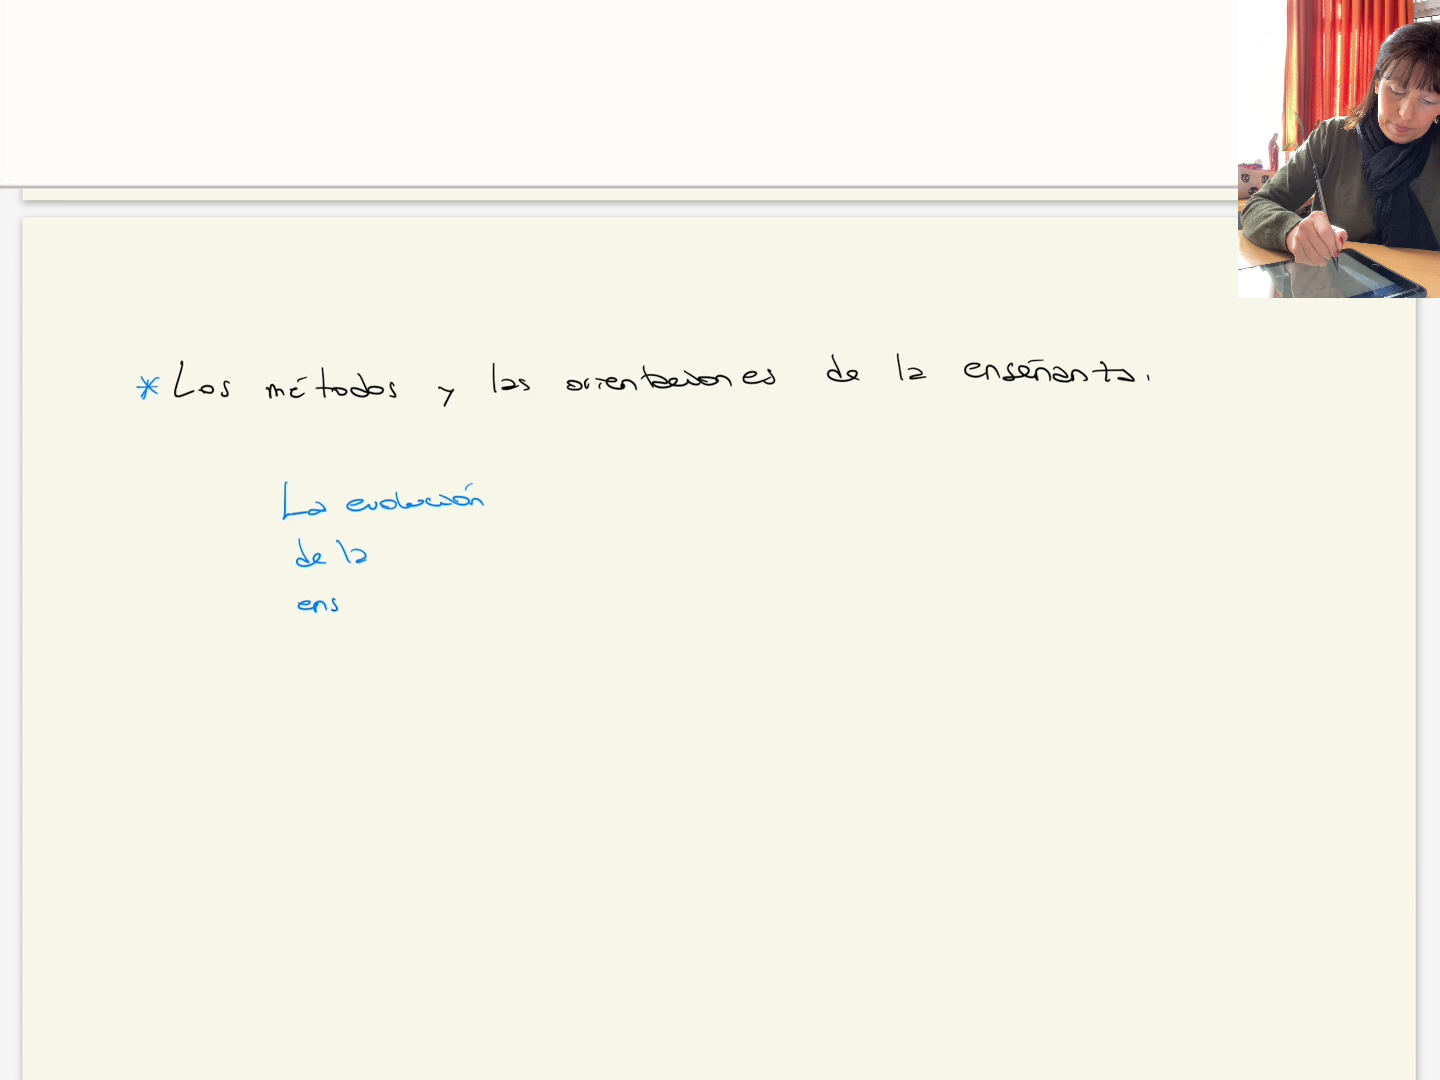 * Los métodos y las orientaciones de la enseñanza.
La evolución
de la
ens